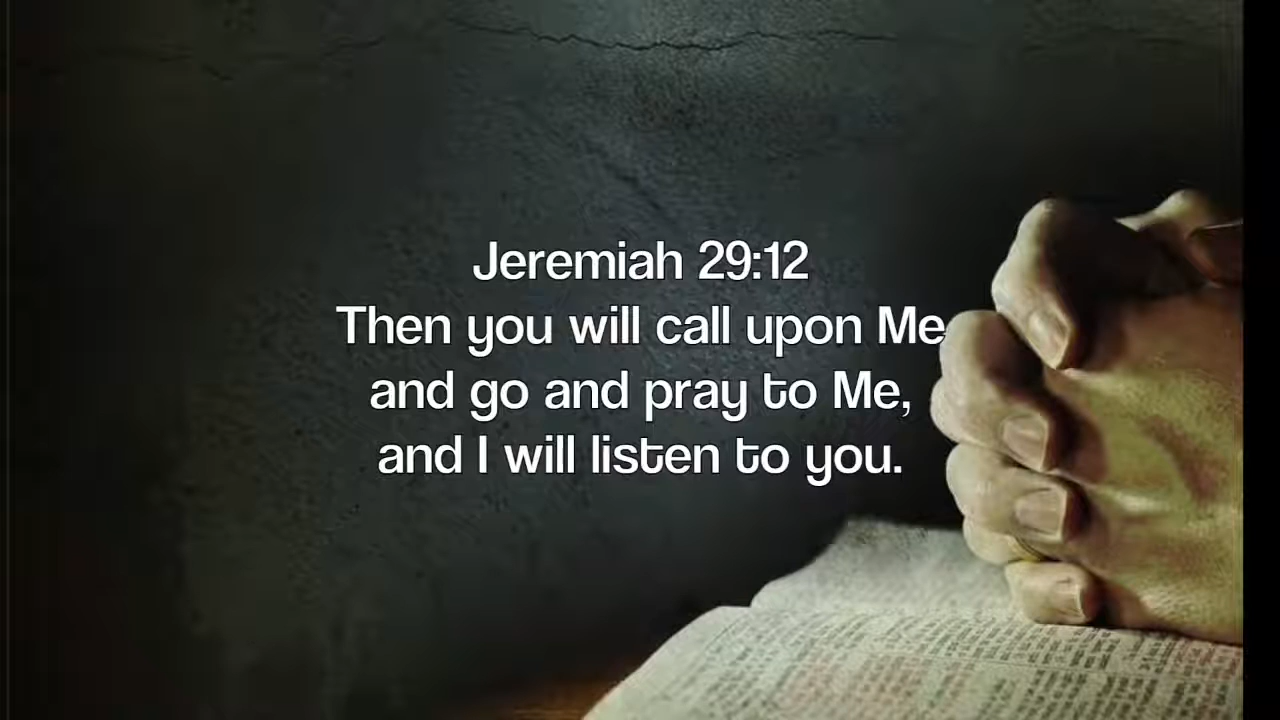 Jeremiah 29:12
Then you will call upon Me
and go and pray to Me,
and I will listen to you.